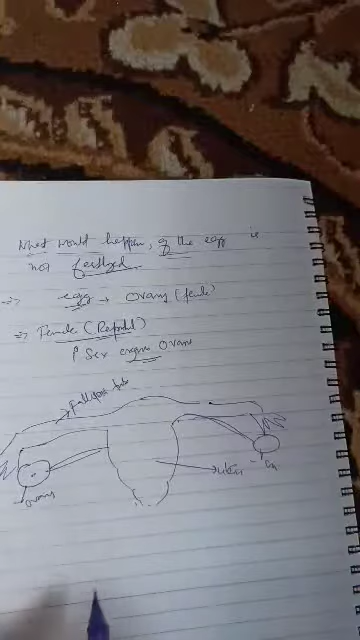 What would happen, if the egg is
not fertilized
=> egg → Ovary (female)
=> Female (Reprod)
P Sex organ Ovary
→ Fallopian tube
→ uterus
→ ovary